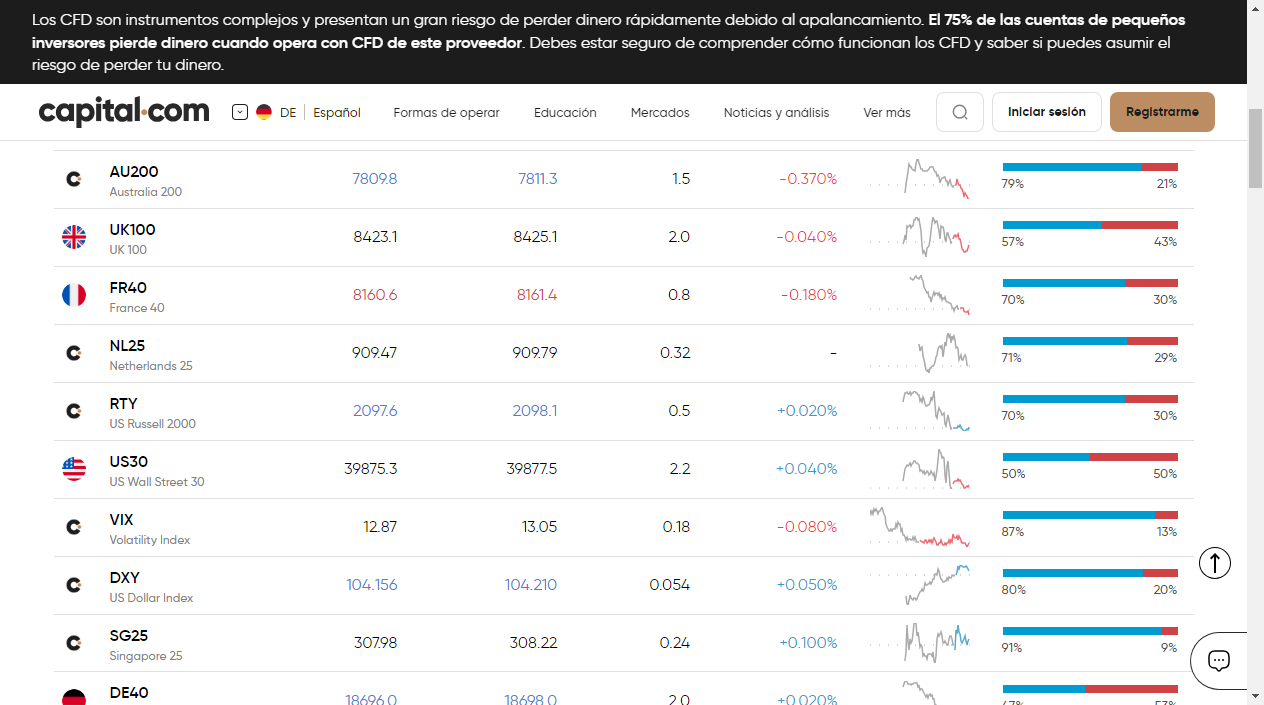 Los CFD son instrumentos complejos y presentan un gran riesgo de perder dinero rápidamente debido al apalancamiento. El 75% de las cuentas de pequeños
inversores pierde dinero cuando opera con CFD de este proveedor. Debes estar seguro de comprender cómo funcionan los CFD y saber si puedes asumir el
riesgo de perder tu dinero.
capital.com DE Español Formas de operar Educación Mercados Noticias y análisis Ver más Iniciar sesión Registrarme
AU200 7809.8 7811.3 1.5 -0.370%
Australia 200 79% 21%
UK100 8423.1 8425.1 2.0 -0.040%
UK 100 57% 43%
FR40 8160.6 8161.4 0.8 -0.180%
France 40 70% 30%
NL25 909.47 909.79 0.32 -
Netherlands 25 71% 29%
RTY 2097.6 2098.1 0.5 +0.020%
US Russell 2000 70% 30%
US30 39875.3 39877.5 2.2 +0.040%
US Wall Street 30 50% 50%
VIX 12.87 13.05 0.18 -0.080%
Volatility Index 87% 13%
DXY 104.156 104.210 0.054 +0.050%
US Dollar Index 80% 20%
SG25 307.98 308.22 0.24 +0.100%
Singapore 25 91% 9%
DE40 18696.0 18698.0 2.0 +0.020%
47% 53%